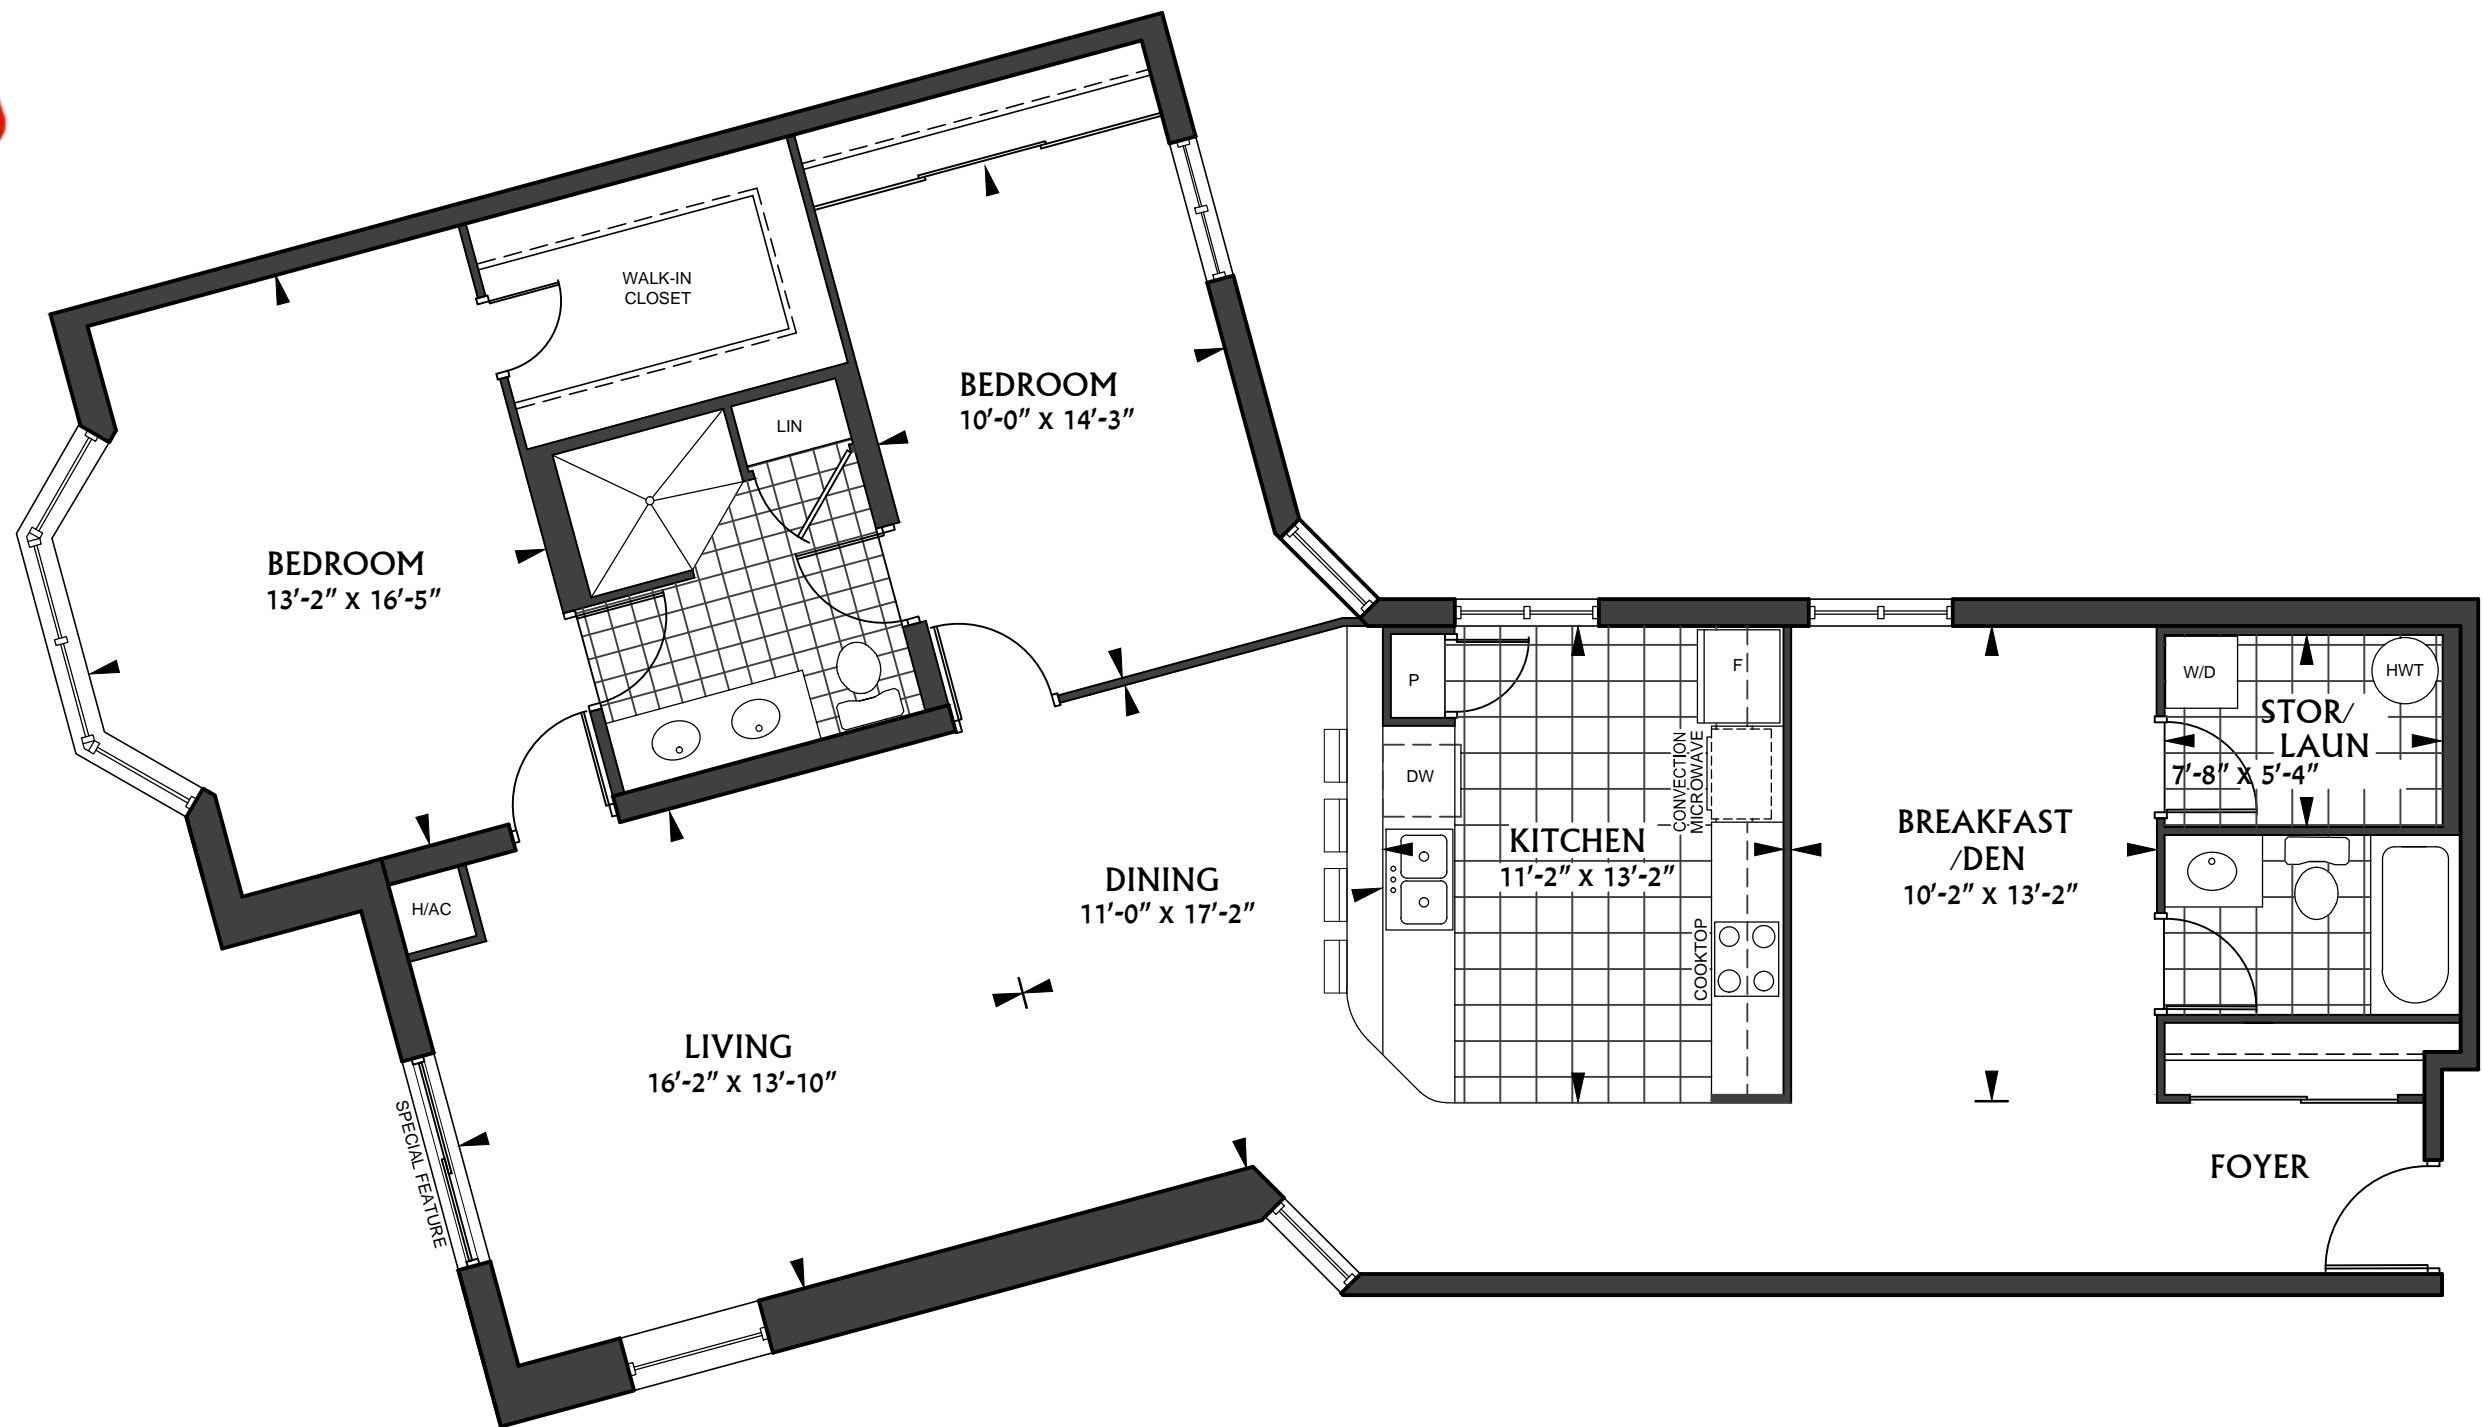 WALK-IN
CLOSET
BEDROOM
10'-0" X 14'-3"
LIN
BEDROOM
13'-2" X 16'-5"
P
F
W/D
HWT
STOR/
LAUN
7'-8" X 5'-4"
DW
CONVECTION
MICROWAVE
KITCHEN
11'-2" X 13'-2"
BREAKFAST
/DEN
10'-2" X 13'-2"
DINING
11'-0" X 17'-2"
H/AC
COOKTOP
LIVING
16'-2" X 13'-10"
SPECIAL FEATURE
FOYER